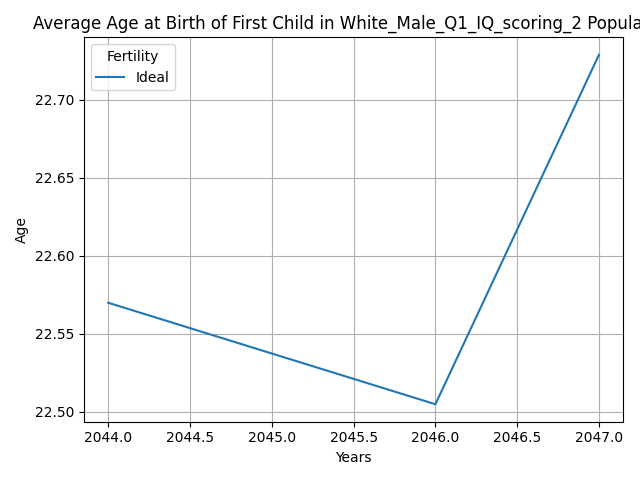 Average Age at Birth of First Child in White_Male_Q1_IQ_scoring_2 Popula
Fertility
Ideal
22.70
22.65
22.60
22.55
22.50
Age
2044.0 2044.5 2045.0 2045.5 2046.0 2046.5 2047.0
Years